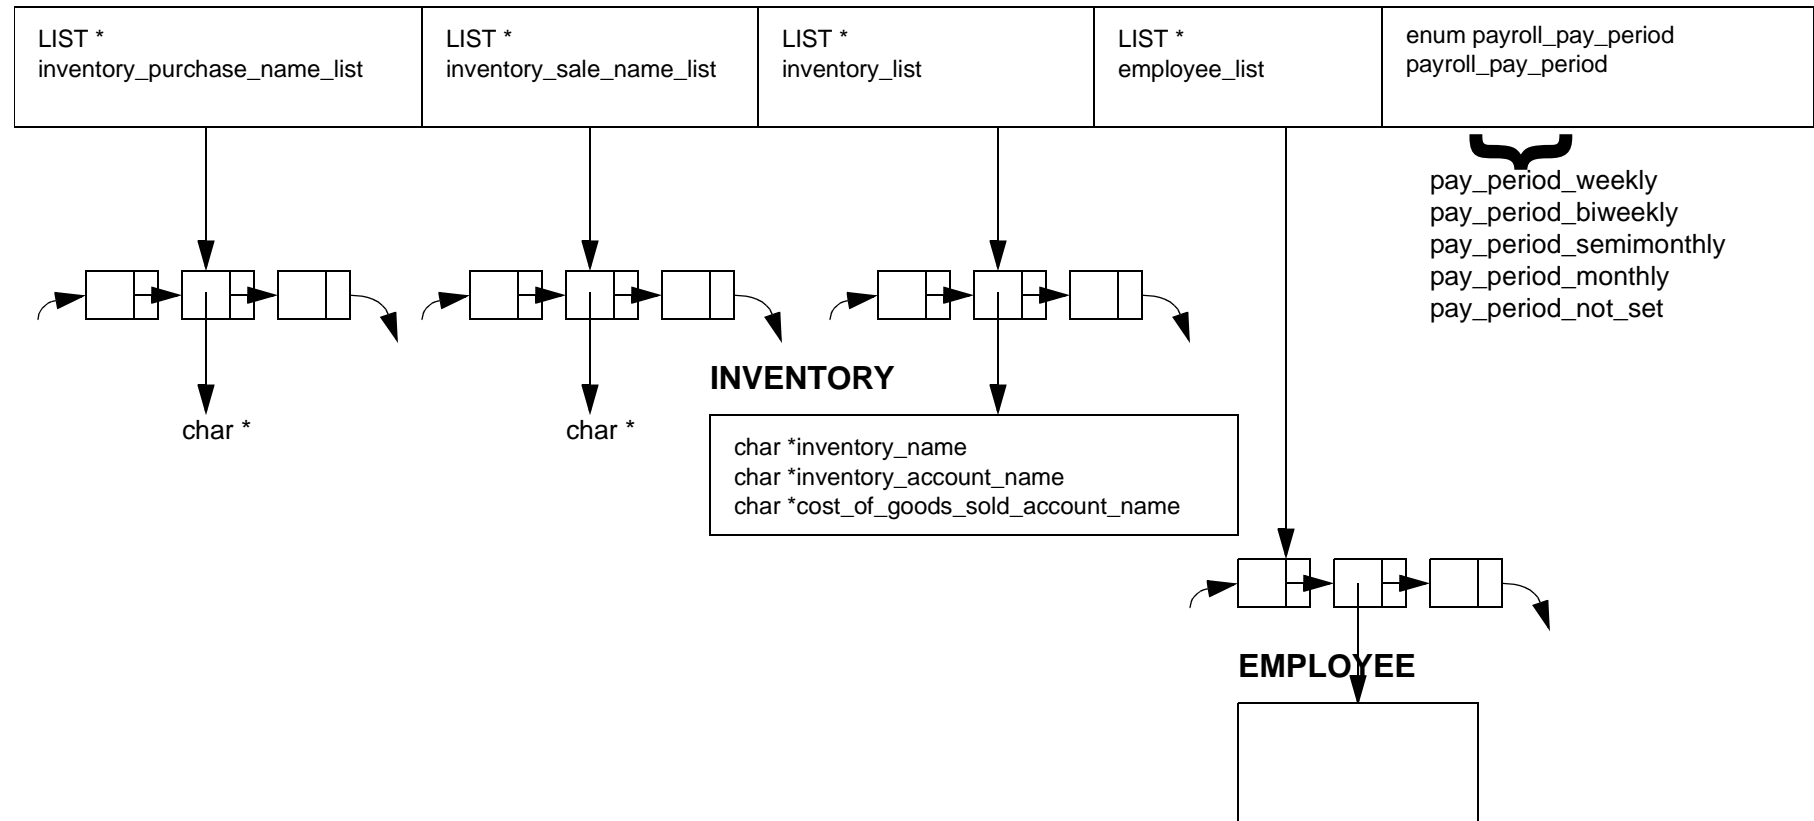 LIST *
inventory_purchase_name_list
LIST *
inventory_sale_name_list
LIST *
inventory_list
LIST *
employee_list
enum payroll_pay_period
payroll_pay_period
pay_period_weekly
pay_period_biweekly
pay_period_semimonthly
pay_period_monthly
pay_period_not_set
char *
char *
INVENTORY
char *inventory_name
char *inventory_account_name
char *cost_of_goods_sold_account_name
EMPLOYEE